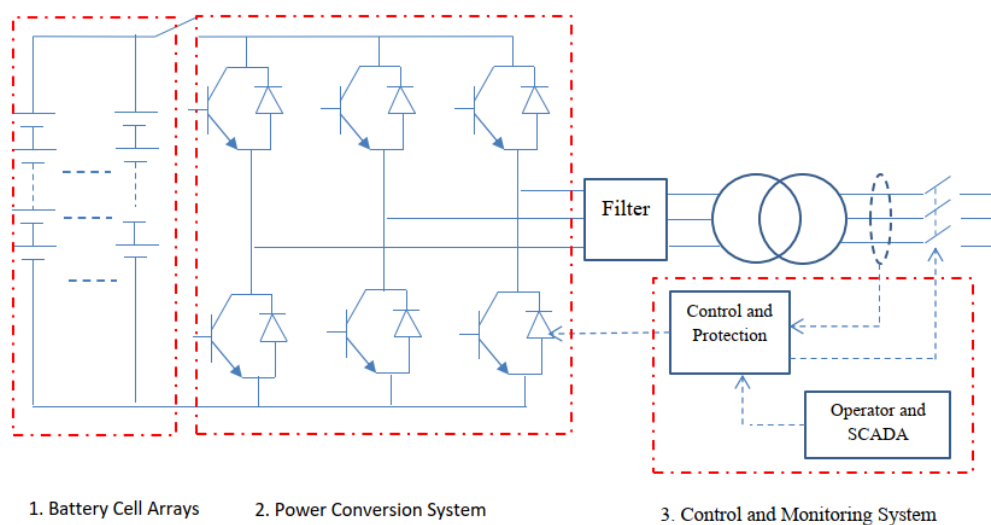 Filter
Control and
Protection
Operator and
SCADA
1. Battery Cell Arrays
2. Power Conversion System
3. Control and Monitoring System